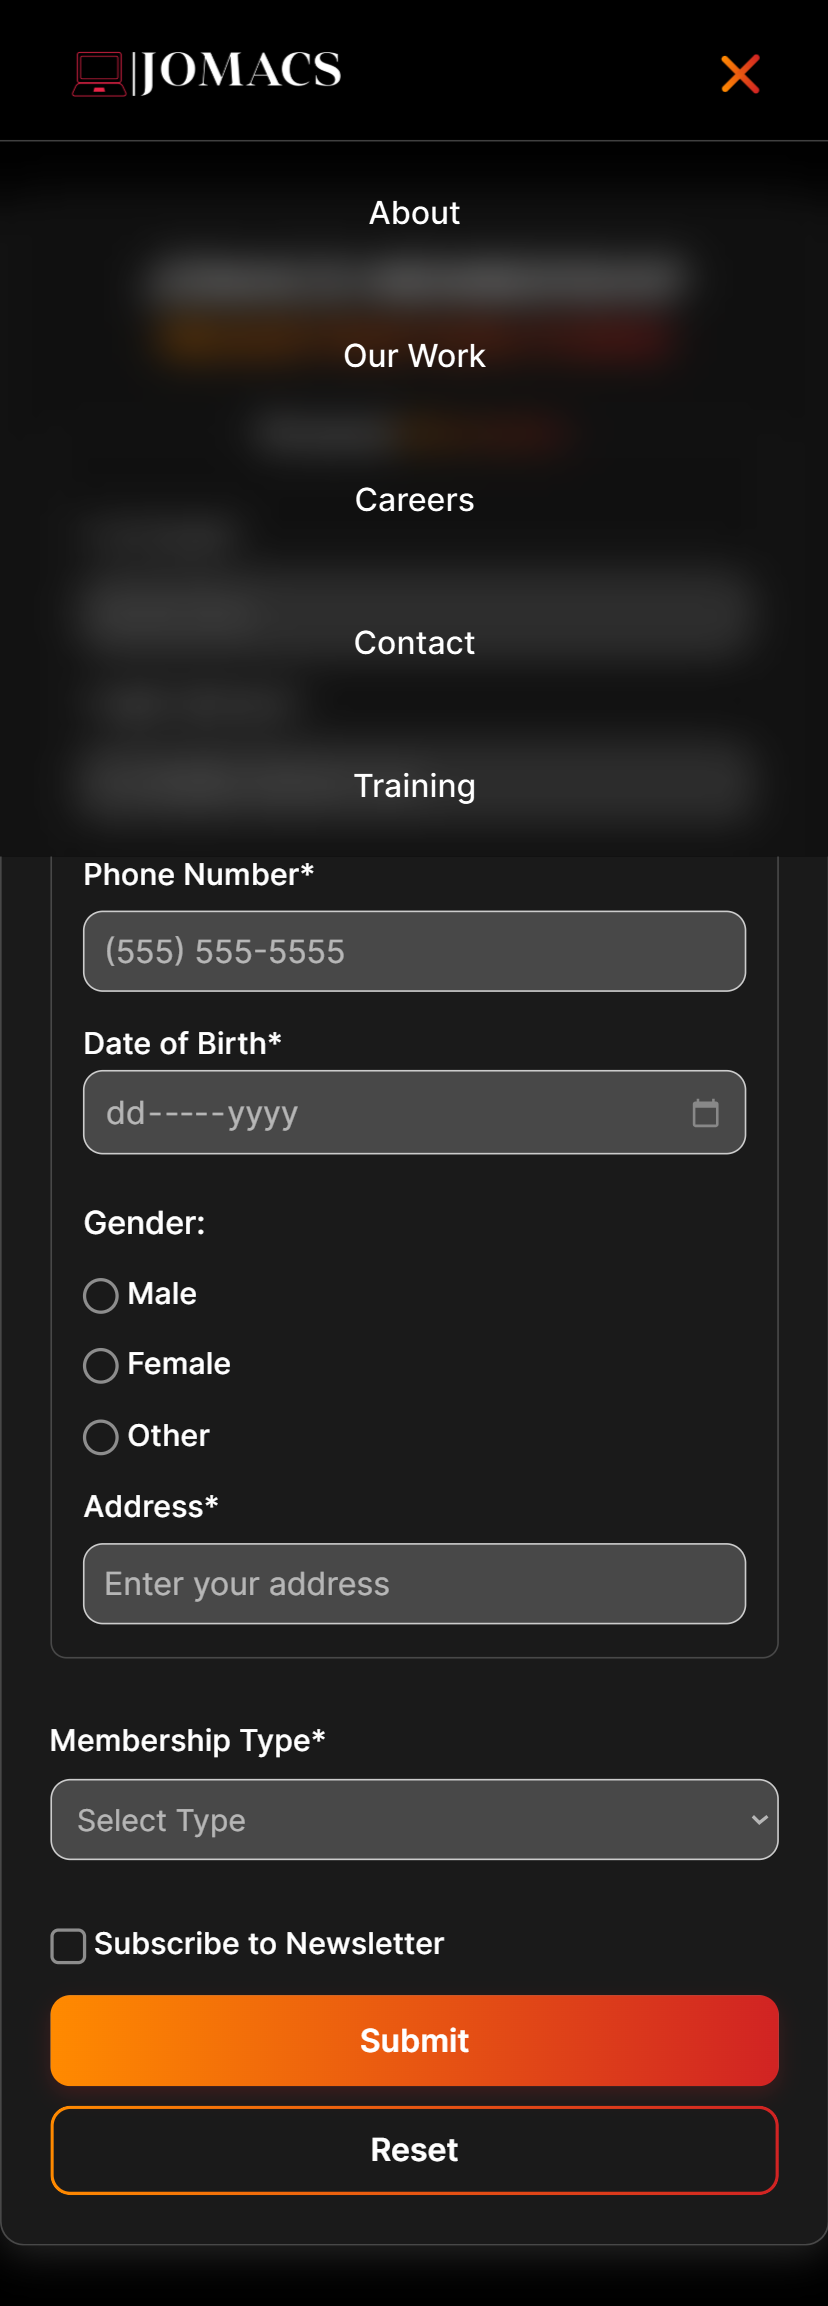 JOMACS
About
Our Work
Careers
Contact
Training
Phone Number*
(555) 555-5555
Date of Birth*
dd-----yyyy
Gender:
Male
Female
Other
Address*
Enter your address
Membership Type*
Select Type
Subscribe to Newsletter
Submit
Reset